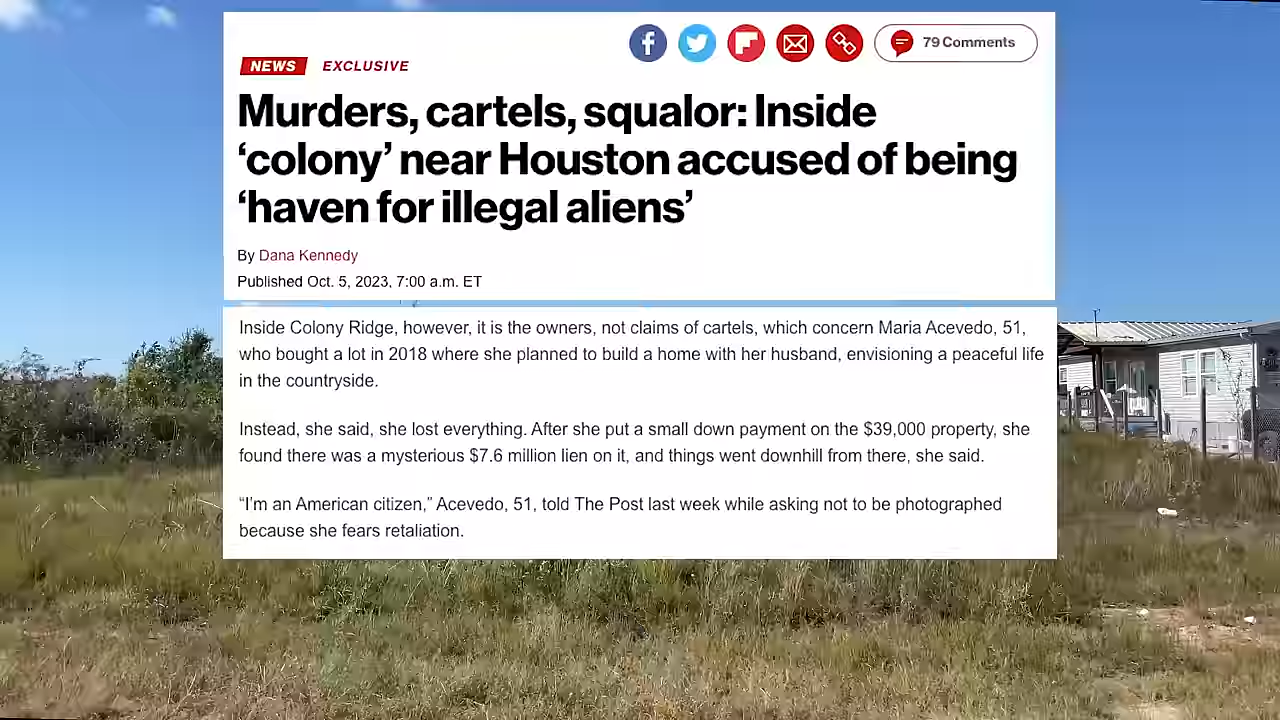 79 Comments
NEWS EXCLUSIVE
Murders, cartels, squalor: Inside
‘colony’ near Houston accused of being
‘haven for illegal aliens’
By Dana Kennedy
Published Oct. 5, 2023, 7:00 a.m. ET
Inside Colony Ridge, however, it is the owners, not claims of cartels, which concern Maria Acevedo, 51,
who bought a lot in 2018 where she planned to build a home with her husband, envisioning a peaceful life
in the countryside.
Instead, she said, she lost everything. After she put a small down payment on the $39,000 property, she
found there was a mysterious $7.6 million lien on it, and things went downhill from there, she said.
“I’m an American citizen,” Acevedo, 51, told The Post last week while asking not to be photographed
because she fears retaliation.